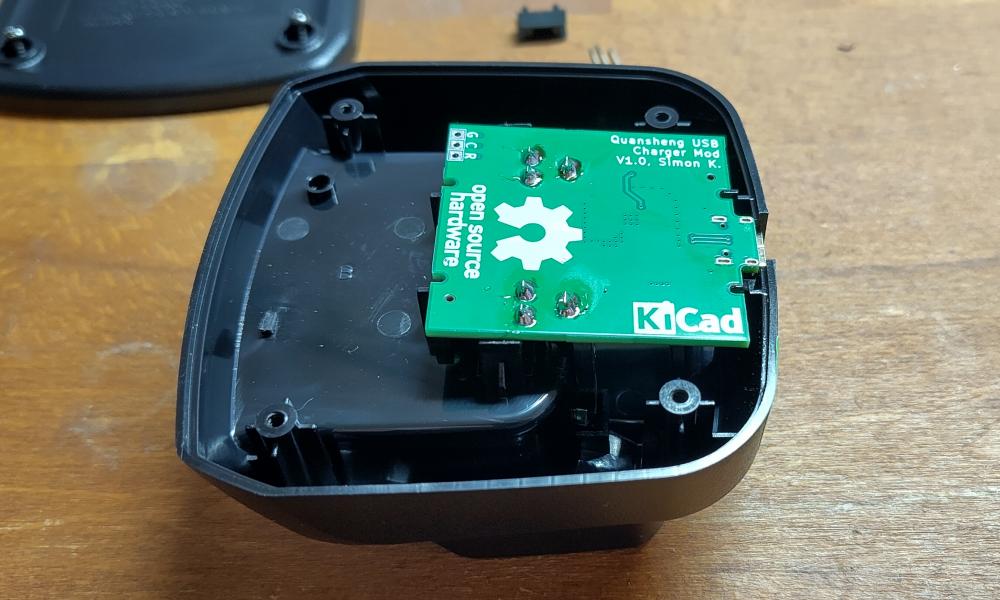 Quansheng USB
Charger Mod
V1.0, Simon K.
G
C
R
open source
hardware
KiCad